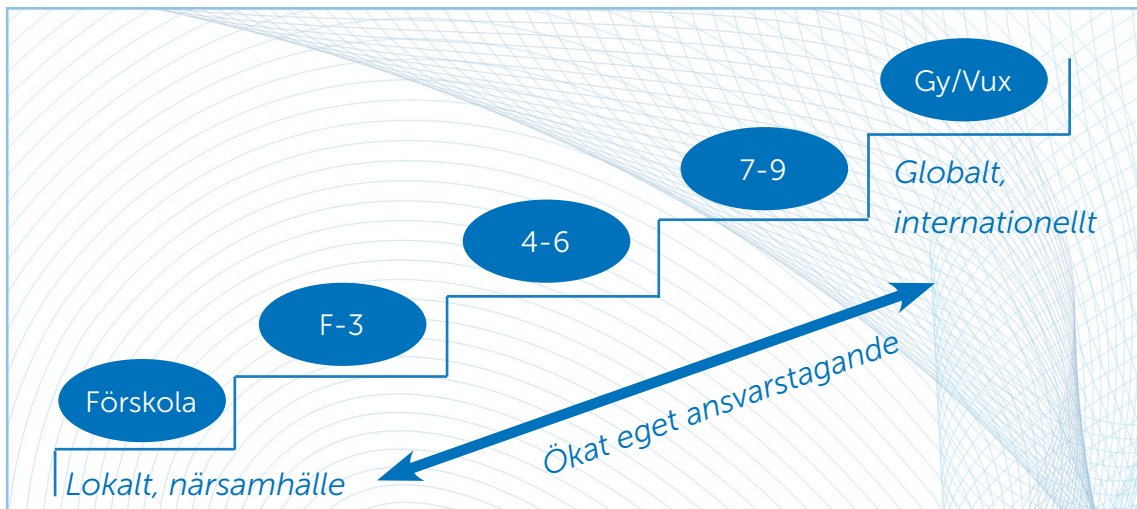 Gy/Vux
7-9
4-6
F-3
Förskola
Globalt,
internationellt
Ökat eget ansvarstagande
Lokalt, närsamhälle